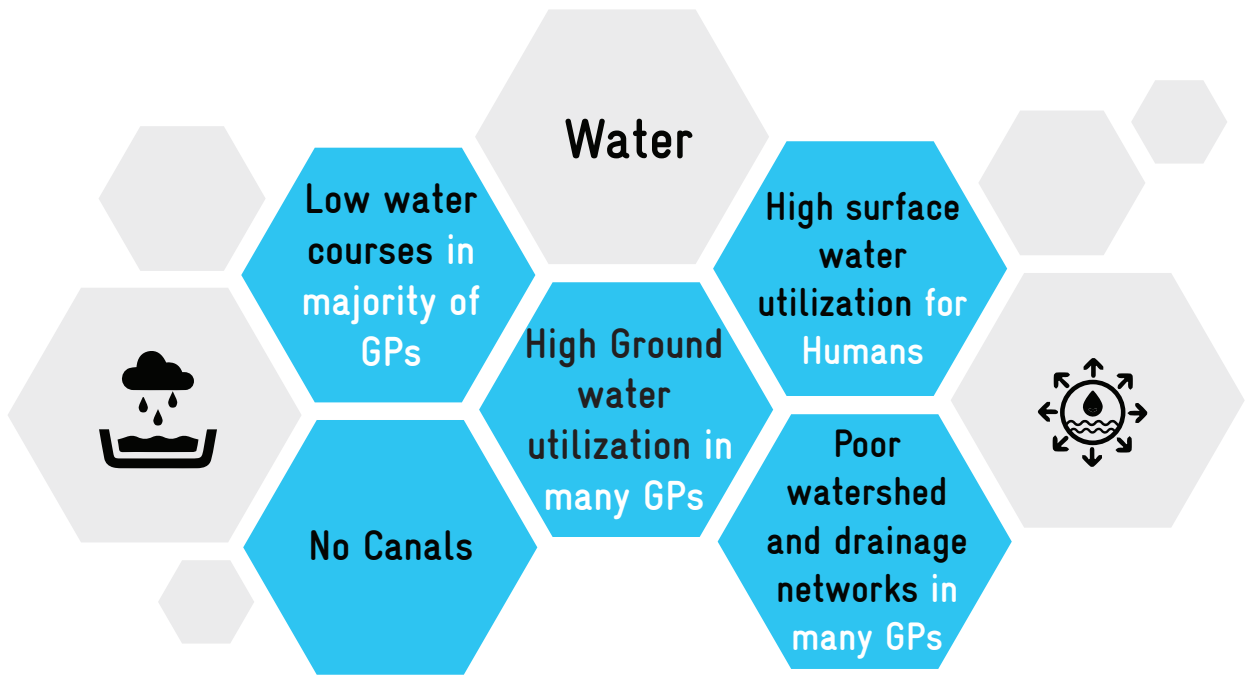 Water
Low water
courses in
majority of
GPs
High Ground
water
utilization in
many GPs
High surface
water
utilization for
Humans
No Canals
Poor
watershed
and drainage
networks in
many GPs